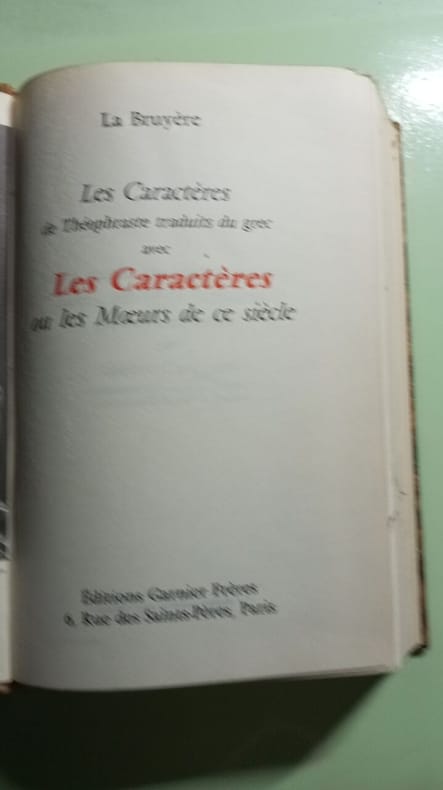 La Bruyère
Les Caractères
de Théophraste traduits du grec
avec
Les Caractères
ou les Mœurs de ce siècle
Editions Garnier Frères
6, Rue des Saints-Pères, Paris